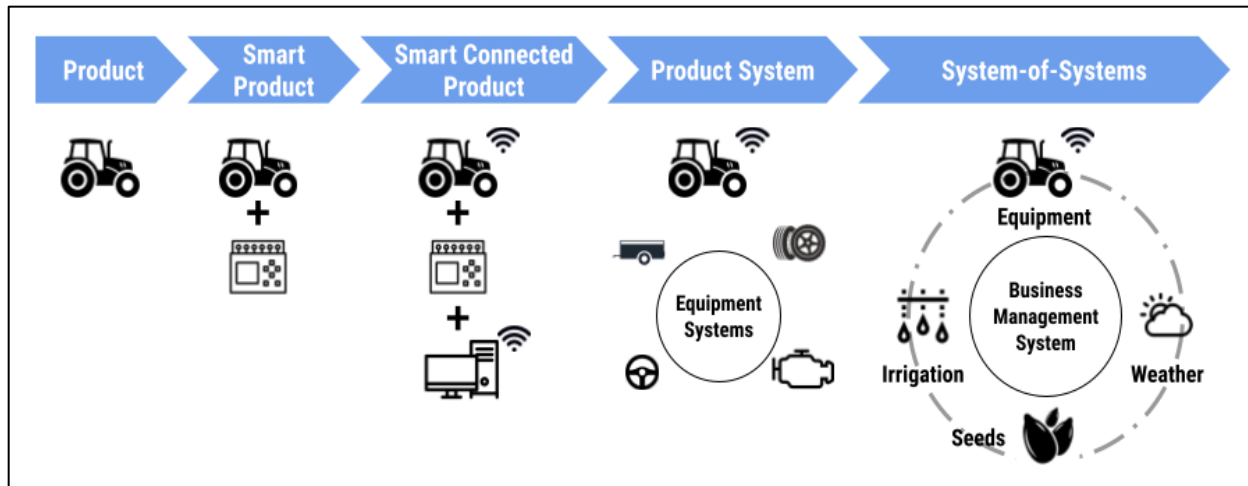 Product
Smart
Product
Smart Connected
Product
Product System
System-of-Systems
Equipment
Systems
Equipment
Business
Management
System
Irrigation
Weather
Seeds